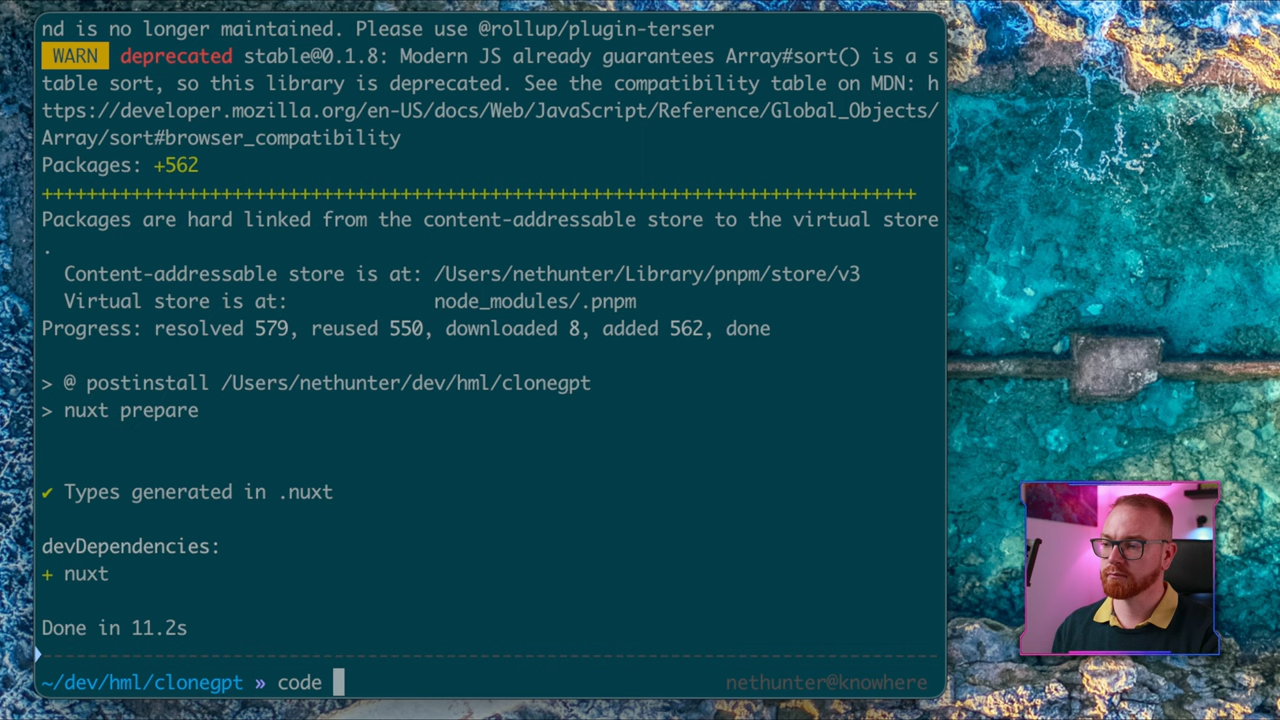 nd is no longer maintained. Please use @rollup/plugin-terser
WARN deprecated stable@0.1.8: Modern JS already guarantees Array#sort() is a s
table sort, so this library is deprecated. See the compatibility table on MDN: h
ttps://developer.mozilla.org/en-US/docs/Web/JavaScript/Reference/Global_Objects/
Array/sort#browser_compatibility
Packages: +562
++++++++++++++++++++++++++++++++++++++++++++++++++++++++++++++++++++++++++++++
Packages are hard linked from the content-addressable store to the virtual store
.
Content-addressable store is at: /Users/nethunter/Library/pnpm/store/v3
Virtual store is at: node_modules/.pnpm
Progress: resolved 579, reused 550, downloaded 8, added 562, done
> @ postinstall /Users/nethunter/dev/hml/clonegpt
> nuxt prepare
✔ Types generated in .nuxt
devDependencies:
+ nuxt
Done in 11.2s
~/dev/hml/clonegpt » code nethunter@knowhere